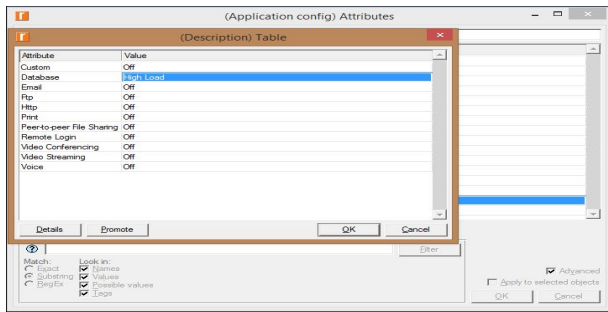 (Application config) Attributes
(Description) Table
Attribute Value
Custom Off
Database High Load
Email Off
Ftp Off
Http Off
Print Off
Peer-to-peer File Sharing Off
Remote Login Off
Video Conferencing Off
Video Streaming Off
Voice Off
Details Promote OK Cancel
Filter
Match: Look in:
Exact Names
Substring Values
RegEx Possible values
Tags
Advanced
Apply to selected objects
OK Cancel